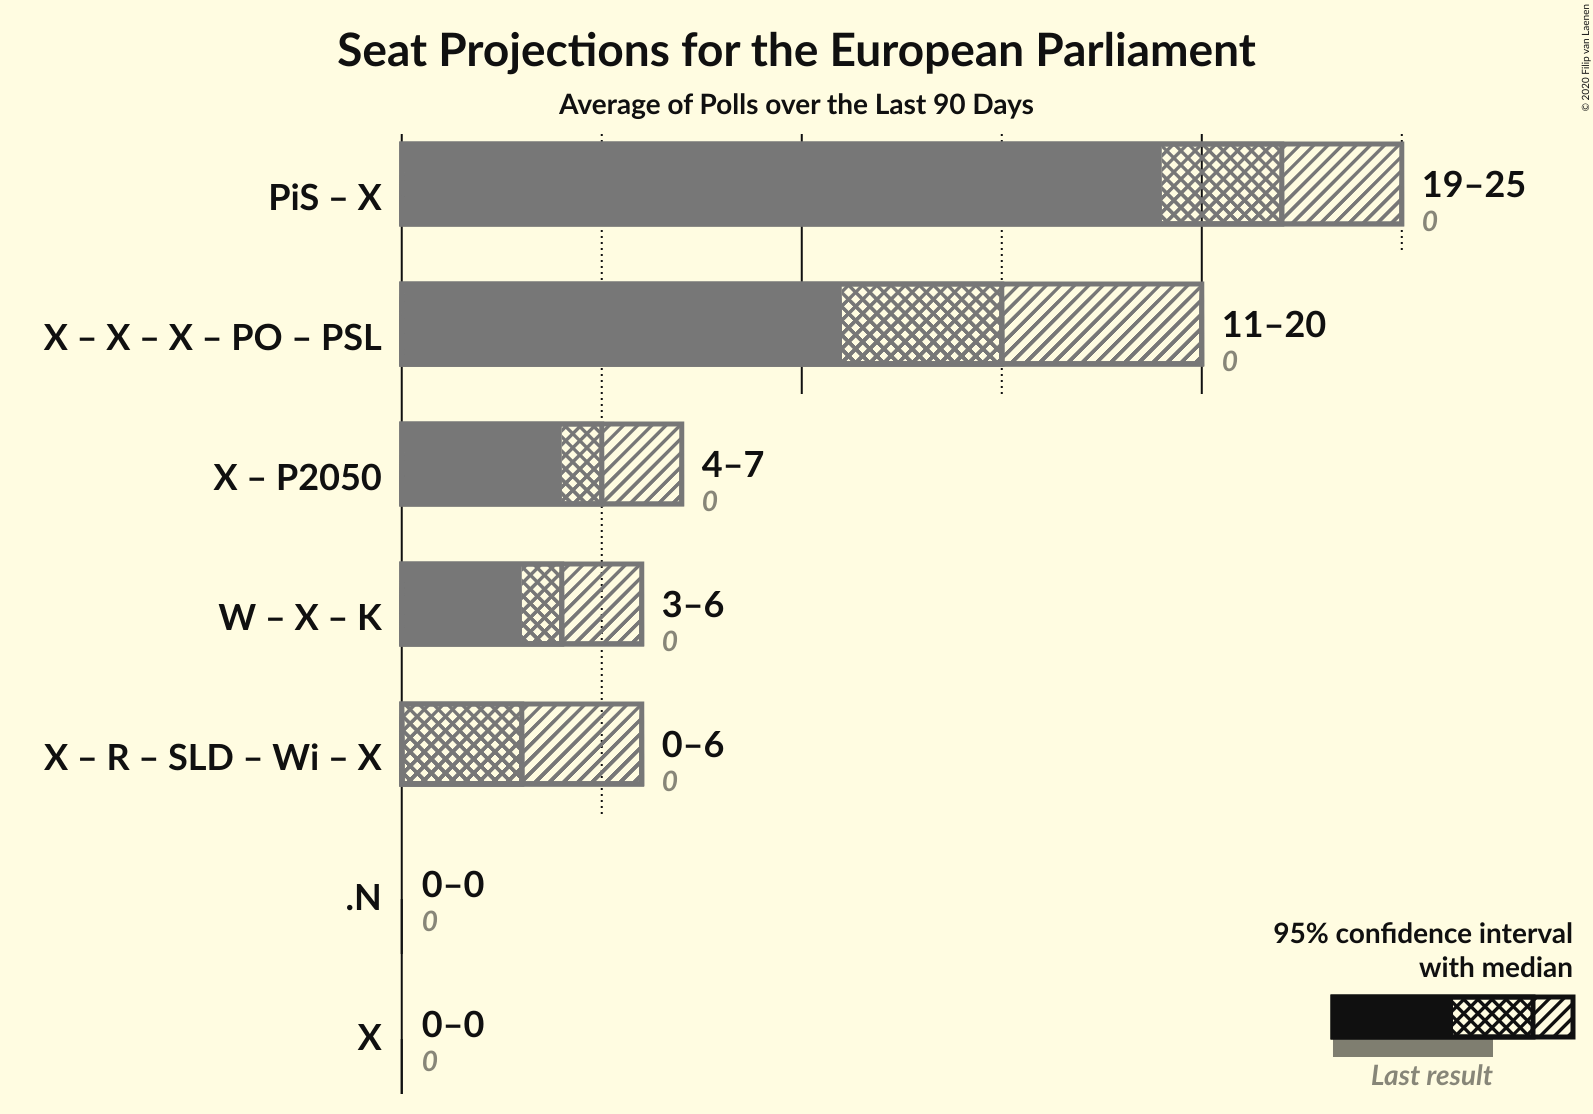 Seat Projections for the European Parliament
Average of Polls over the Last 90 Days
© 2020 Filip van Laenen
PiS – X
19–25
0
X – X – X – PO – PSL
11–20
0
X – P2050
4–7
0
W – X – K
3–6
0
X – R – SLD – Wi – X
0–6
0
.N
0–0
0
X
0–0
0
95% confidence interval
with median
Last result